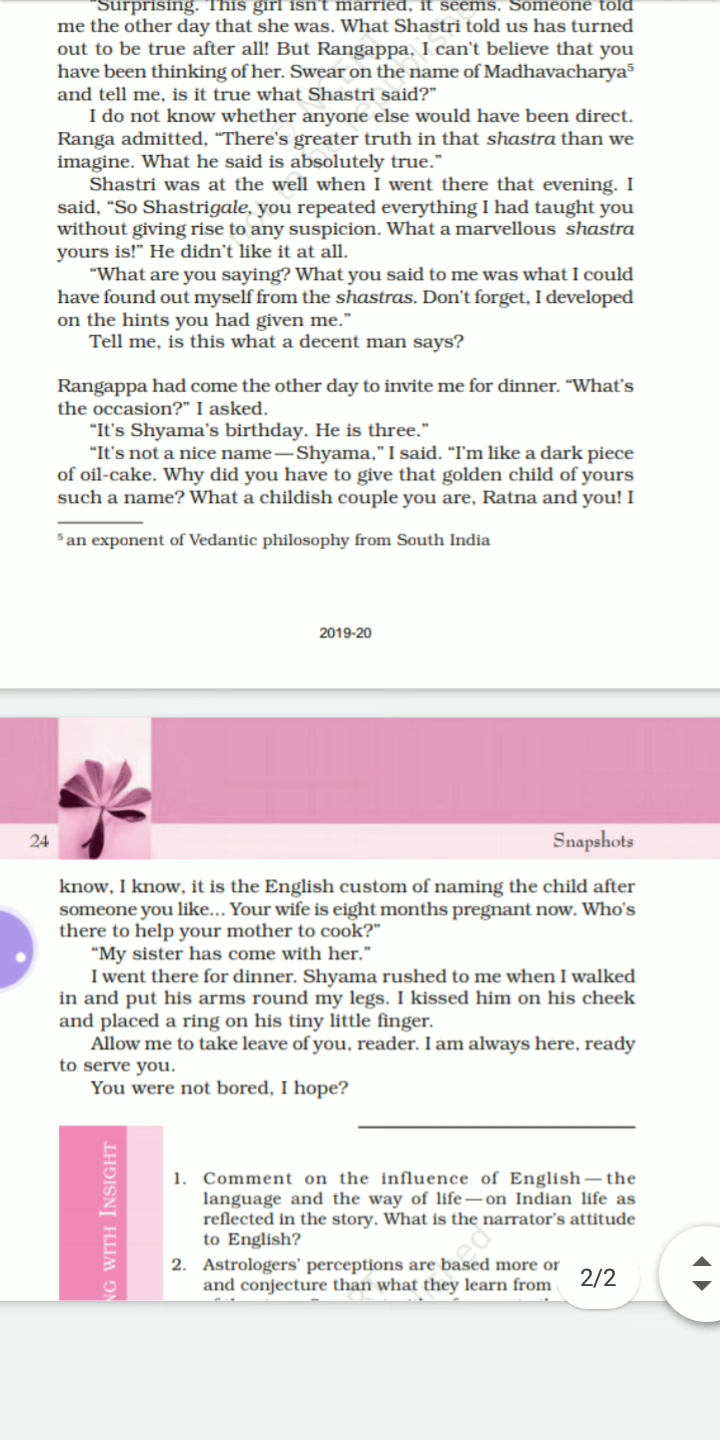 "Surprising. This girl isn't married, it seems. Someone told
me the other day that she was. What Shastri told us has turned
out to be true after all! But Rangappa, I can't believe that you
have been thinking of her. Swear on the name of Madhavacharya⁵
and tell me, is it true what Shastri said?"
I do not know whether anyone else would have been direct.
Ranga admitted, "There's greater truth in that shastra than we
imagine. What he said is absolutely true."
Shastri was at the well when I went there that evening. I
said, "So Shastrigale, you repeated everything I had taught you
without giving rise to any suspicion. What a marvellous shastra
yours is!" He didn't like it at all.
"What are you saying? What you said to me was what I could
have found out myself from the shastras. Don't forget, I developed
on the hints you had given me."
Tell me, is this what a decent man says?
Rangappa had come the other day to invite me for dinner. "What's
the occasion?" I asked.
"It's Shyama's birthday. He is three."
"It's not a nice name — Shyama," I said. "I'm like a dark piece
of oil-cake. Why did you have to give that golden child of yours
such a name? What a childish couple you are, Ratna and you! I
⁵ an exponent of Vedantic philosophy from South India
2019-20
24
Snapshots
know, I know, it is the English custom of naming the child after
someone you like... Your wife is eight months pregnant now. Who's
there to help your mother to cook?"
"My sister has come with her."
I went there for dinner. Shyama rushed to me when I walked
in and put his arms round my legs. I kissed him on his cheek
and placed a ring on his tiny little finger.
Allow me to take leave of you, reader. I am always here, ready
to serve you.
You were not bored, I hope?
NG WITH INSIGHT
1. Comment on the influence of English — the
language and the way of life — on Indian life as
reflected in the story. What is the narrator's attitude
to English?
2. Astrologers' perceptions are based more or
and conjecture than what they learn from
2/2